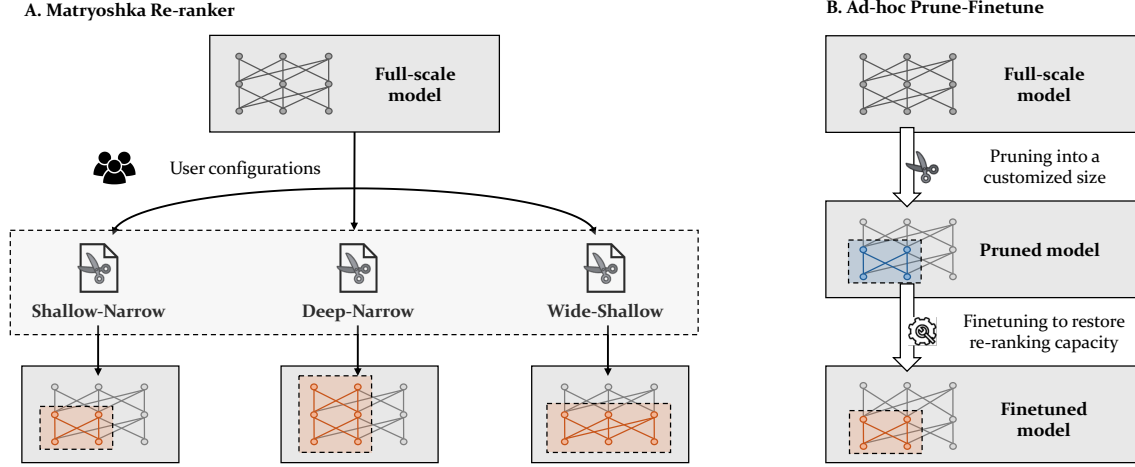 A. Matryoshka Re-ranker
Full-scale
model
User configurations
Shallow-Narrow
Deep-Narrow
Wide-Shallow
B. Ad-hoc Prune-Finetune
Full-scale
model
Pruning into a
customized size
Pruned model
Finetuning to restore
re-ranking capacity
Finetuned
model